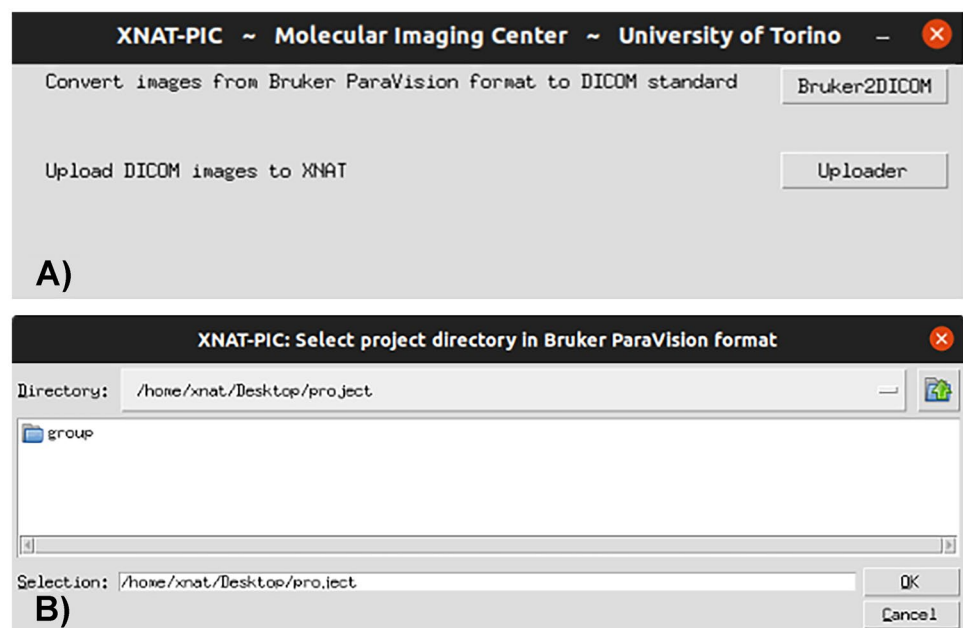 XNAT-PIC ~ Molecular Imaging Center ~ University of Torino
Convert images from Bruker ParaVision format to DICOM standard
Bruker2DICOM
Upload DICOM images to XNAT
Uploader
A)
XNAT-PIC: Select project directory in Bruker ParaVision format
Directory: /home/xnat/Desktop/project
group
Selection: /home/xnat/Desktop/project
OK
B)
Cancel